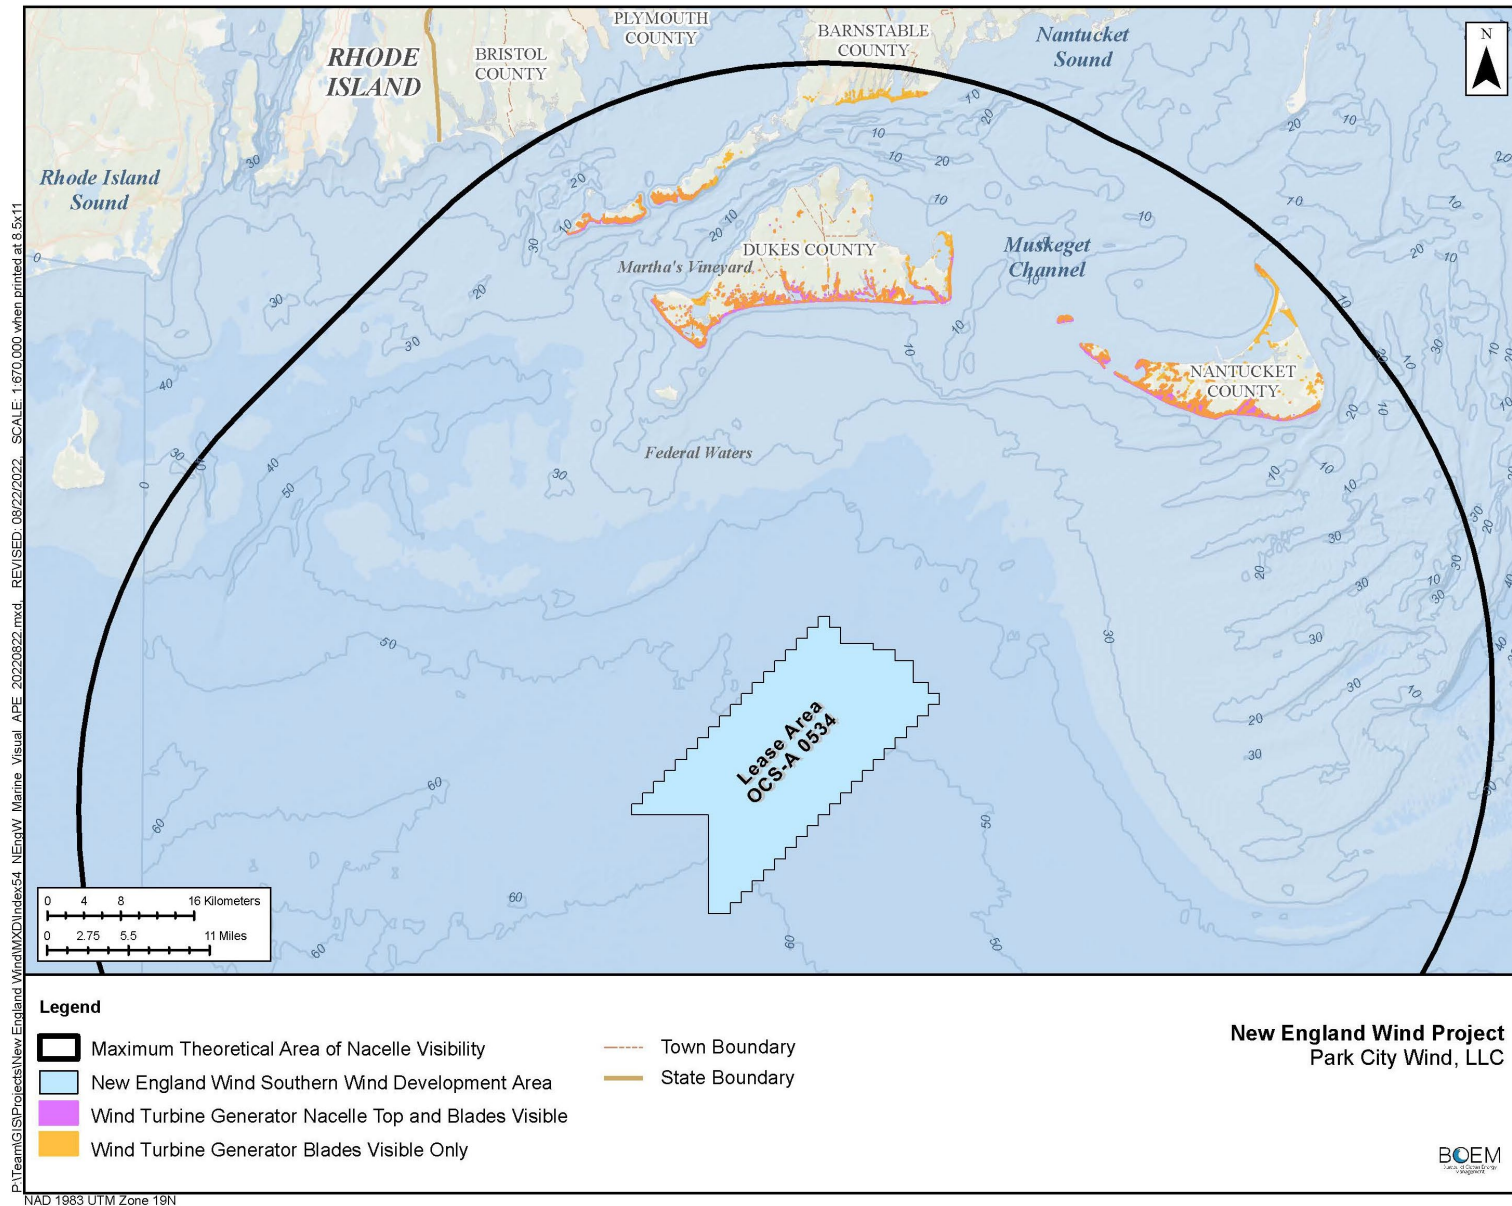 PLYMOUTH
COUNTY
BARNSTABLE
COUNTY
Nantucket
Sound
N
RHODE
ISLAND
BRISTOL
COUNTY
Rhode Island
Sound
DUKES COUNTY
Martha's Vineyard
Muskeget
Channel
NANTUCKET
COUNTY
Federal Waters
Lease Area
OCS-A 0534
0 4 8 16 Kilometers
0 2.75 5.5 11 Miles
Legend
Maximum Theoretical Area of Nacelle Visibility
New England Wind Southern Wind Development Area
Wind Turbine Generator Nacelle Top and Blades Visible
Wind Turbine Generator Blades Visible Only
Town Boundary
State Boundary
New England Wind Project
Park City Wind, LLC
BOEM
Bureau of Ocean Energy
Management
P:\Team\GIS\Projects\New England Wind\MXD\Index54_NEngW_Marine_Visual_APE_20220822.mxd, REVISED: 08/22/2022, SCALE: 1:670,000 when printed at 8.5x11
NAD 1983 UTM Zone 19N